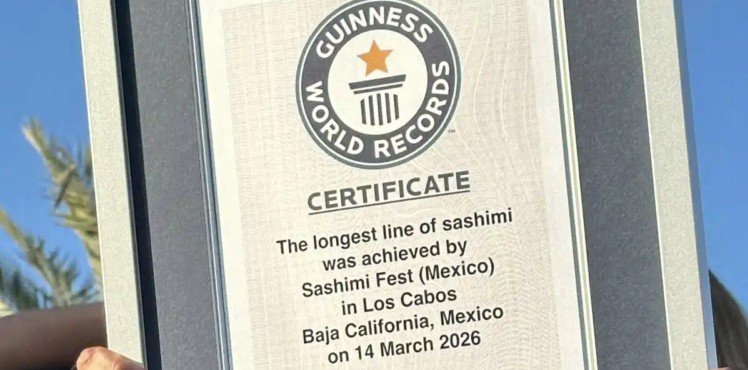 GUINNESS
WORLD RECORDS
™
CERTIFICATE
The longest line of sashimi
was achieved by
Sashimi Fest (Mexico)
in Los Cabos
Baja California, Mexico
on 14 March 2026